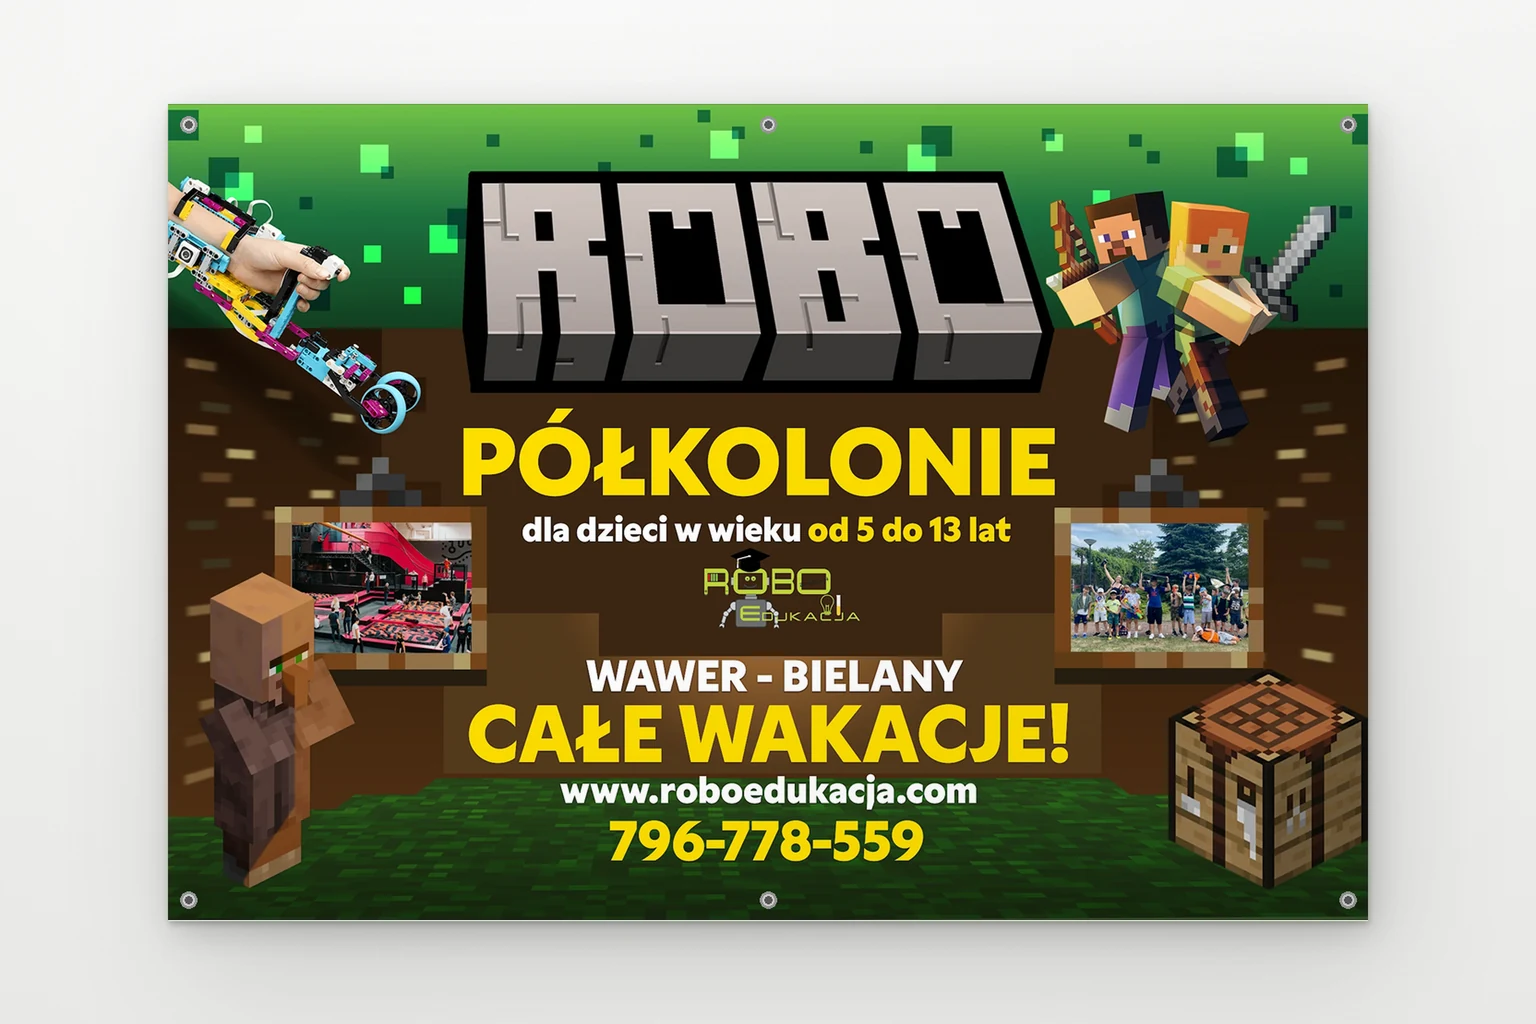 ROBO
PÓŁKOLONIE
dla dzieci w wieku od 5 do 13 lat
ROBO
EDUKACJA
WAWER - BIELANY
CAŁE WAKACJE!
www.roboedukacja.com
796-778-559